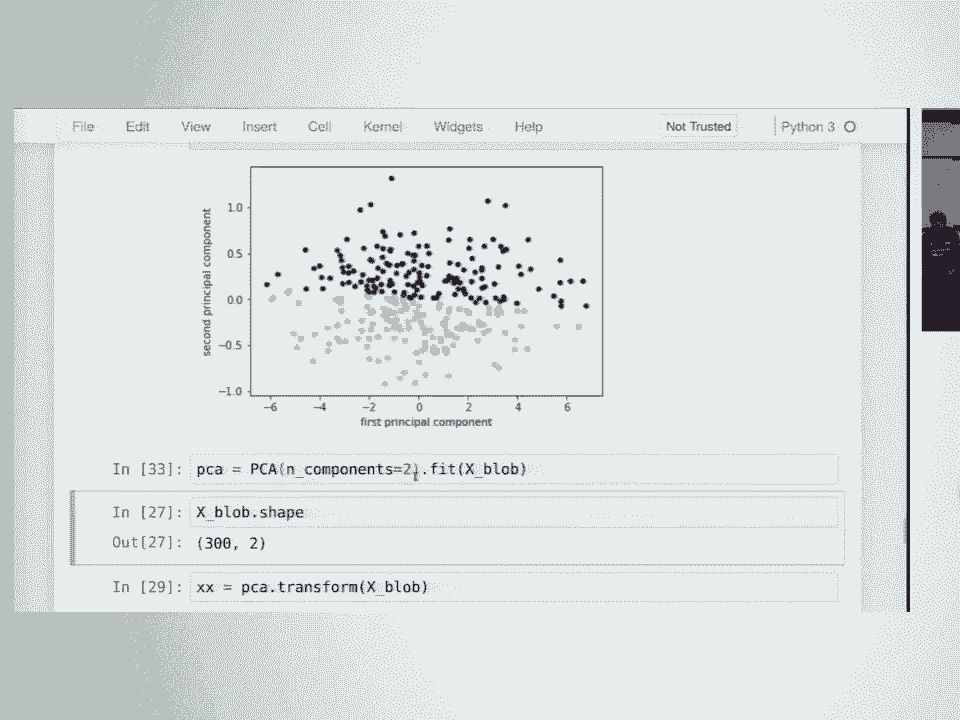 File Edit View Insert Cell Kernel Widgets Help Not Trusted Python 3
1.0
0.5
0.0
−0.5
−1.0
second principal component
−6 −4 −2 0 2 4 6
first principal component
In [33]: pca = PCA(n_components=2).fit(X_blob)
In [27]: X_blob.shape
Out[27]: (300, 2)
In [29]: xx = pca.transform(X_blob)